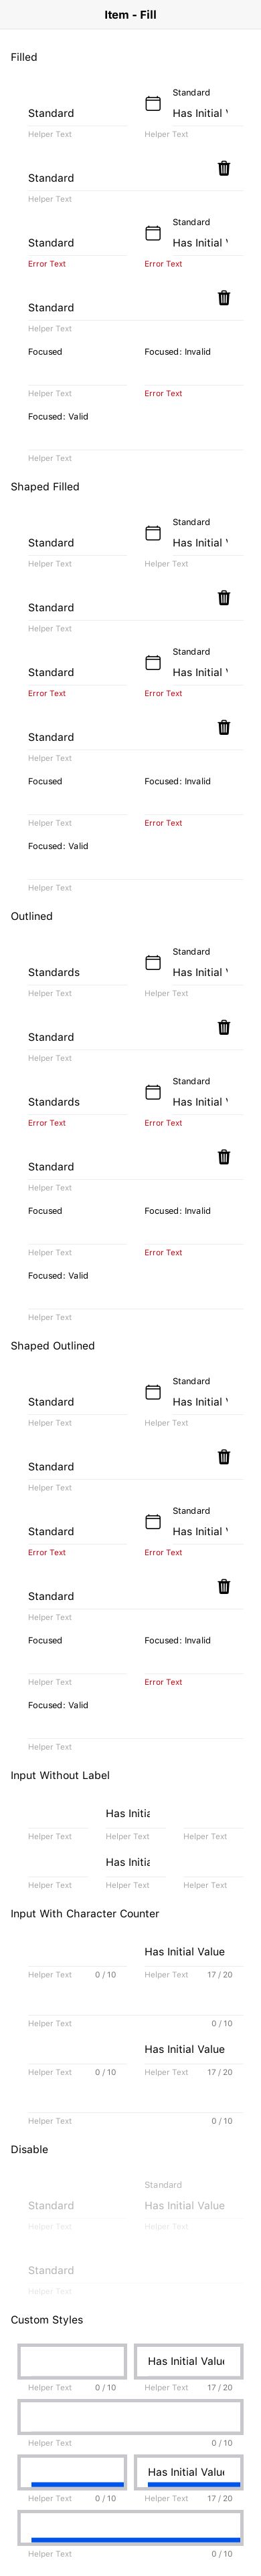 Item - Fill
Filled
Standard
Standard Has Initial
Helper Text Helper Text
Standard
Helper Text
Standard
Standard Has Initial
Error Text Error Text
Standard
Helper Text
Focused Focused: Invalid
Helper Text Error Text
Focused: Valid
Helper Text
Shaped Filled
Standard
Standard Has Initial
Helper Text Helper Text
Standard
Helper Text
Standard
Standard Has Initial
Error Text Error Text
Standard
Helper Text
Focused Focused: Invalid
Helper Text Error Text
Focused: Valid
Helper Text
Outlined
Standard
Standards Has Initial
Helper Text Helper Text
Standard
Helper Text
Standard
Standards Has Initial
Error Text Error Text
Standard
Helper Text
Focused Focused: Invalid
Helper Text Error Text
Focused: Valid
Helper Text
Shaped Outlined
Standard
Standard Has Initial
Helper Text Helper Text
Standard
Helper Text
Standard
Standard Has Initial
Error Text Error Text
Standard
Helper Text
Focused Focused: Invalid
Helper Text Error Text
Focused: Valid
Helper Text
Input Without Label
Has Initia
Helper Text Helper Text Helper Text
Has Initia
Helper Text Helper Text Helper Text
Input With Character Counter
Has Initial Value
Helper Text 0 / 10 Helper Text 17 / 20
Helper Text 0 / 10
Has Initial Value
Helper Text 0 / 10 Helper Text 17 / 20
Helper Text 0 / 10
Disable
Standard
Standard Has Initial Value
Helper Text Helper Text
Standard
Helper Text
Custom Styles
Has Initial Value
Helper Text 0 / 10 Helper Text 17 / 20
Helper Text 0 / 10
Has Initial Value
Helper Text 0 / 10 Helper Text 17 / 20
Helper Text 0 / 10